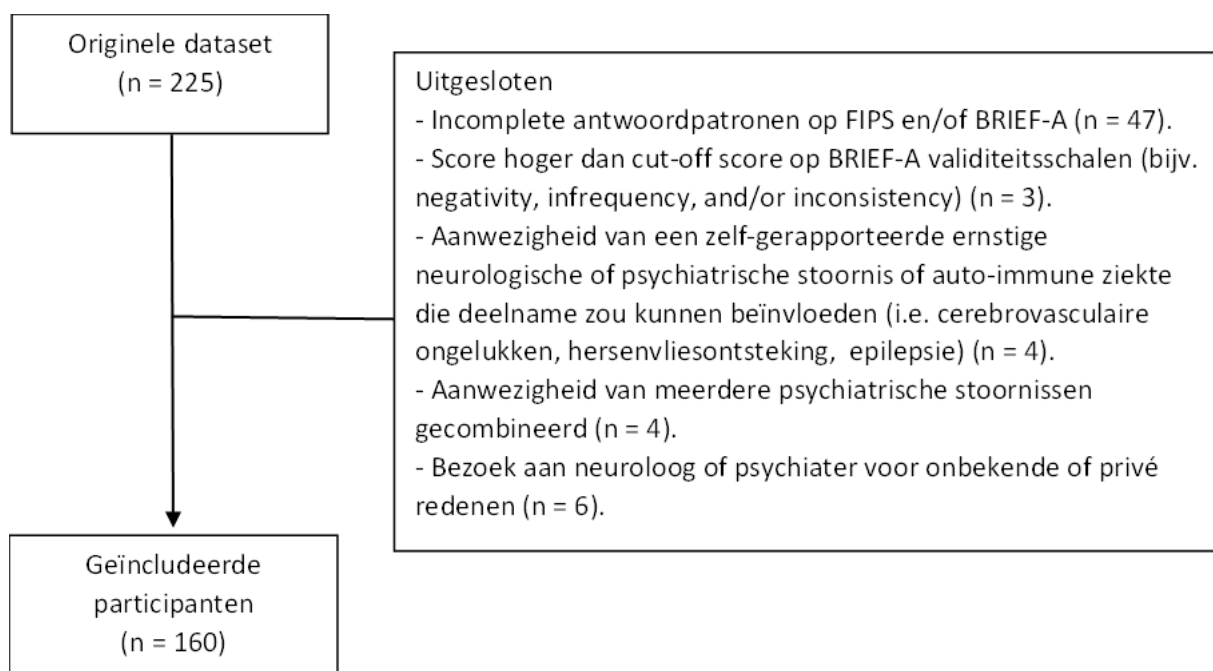 Originele dataset
(n = 225)
Uitgesloten
- Incomplete antwoordpatronen op FIPS en/of BRIEF-A (n = 47).
- Score hoger dan cut-off score op BRIEF-A validiteitsschalen (bijv.
negativity, infrequency, and/or inconsistency) (n = 3).
- Aanwezigheid van een zelf-gerapporteerde ernstige
neurologische of psychiatrische stoornis of auto-immune ziekte
die deelname zou kunnen beïnvloeden (i.e. cerebrovasculaire
ongelukken, hersenvliesontsteking, epilepsie) (n = 4).
- Aanwezigheid van meerdere psychiatrische stoornissen
gecombineerd (n = 4).
- Bezoek aan neuroloog of psychiater voor onbekende of privé
redenen (n = 6).
Geïncludeerde
participanten
(n = 160)